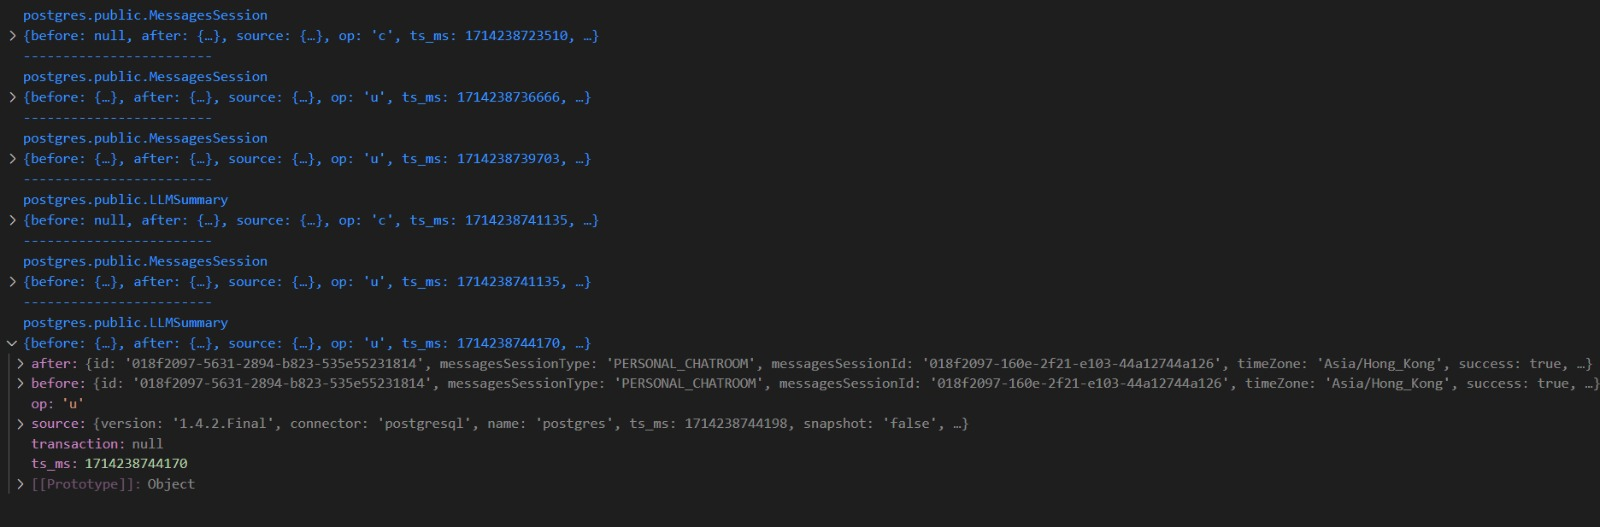 postgres.public.MessagesSession
{before: null, after: {…}, source: {…}, op: 'c', ts_ms: 1714238723510, …}
------------------------
postgres.public.MessagesSession
{before: {…}, after: {…}, source: {…}, op: 'u', ts_ms: 1714238736666, …}
------------------------
postgres.public.MessagesSession
{before: {…}, after: {…}, source: {…}, op: 'u', ts_ms: 1714238739703, …}
------------------------
postgres.public.LLMSummary
{before: null, after: {…}, source: {…}, op: 'c', ts_ms: 1714238741135, …}
------------------------
postgres.public.MessagesSession
{before: {…}, after: {…}, source: {…}, op: 'u', ts_ms: 1714238741135, …}
------------------------
postgres.public.LLMSummary
{before: {…}, after: {…}, source: {…}, op: 'u', ts_ms: 1714238744170, …}
after: {id: '018f2097-5631-2894-b823-535e55231814', messagesSessionType: 'PERSONAL_CHATROOM', messagesSessionId: '018f2097-160e-2f21-e103-44a12744a126', timeZone: 'Asia/Hong_Kong', success: true, …}
before: {id: '018f2097-5631-2894-b823-535e55231814', messagesSessionType: 'PERSONAL_CHATROOM', messagesSessionId: '018f2097-160e-2f21-e103-44a12744a126', timeZone: 'Asia/Hong_Kong', success: true, …}
op: 'u'
source: {version: '1.4.2.Final', connector: 'postgresql', name: 'postgres', ts_ms: 1714238744198, snapshot: 'false', …}
transaction: null
ts_ms: 1714238744170
[[Prototype]]: Object